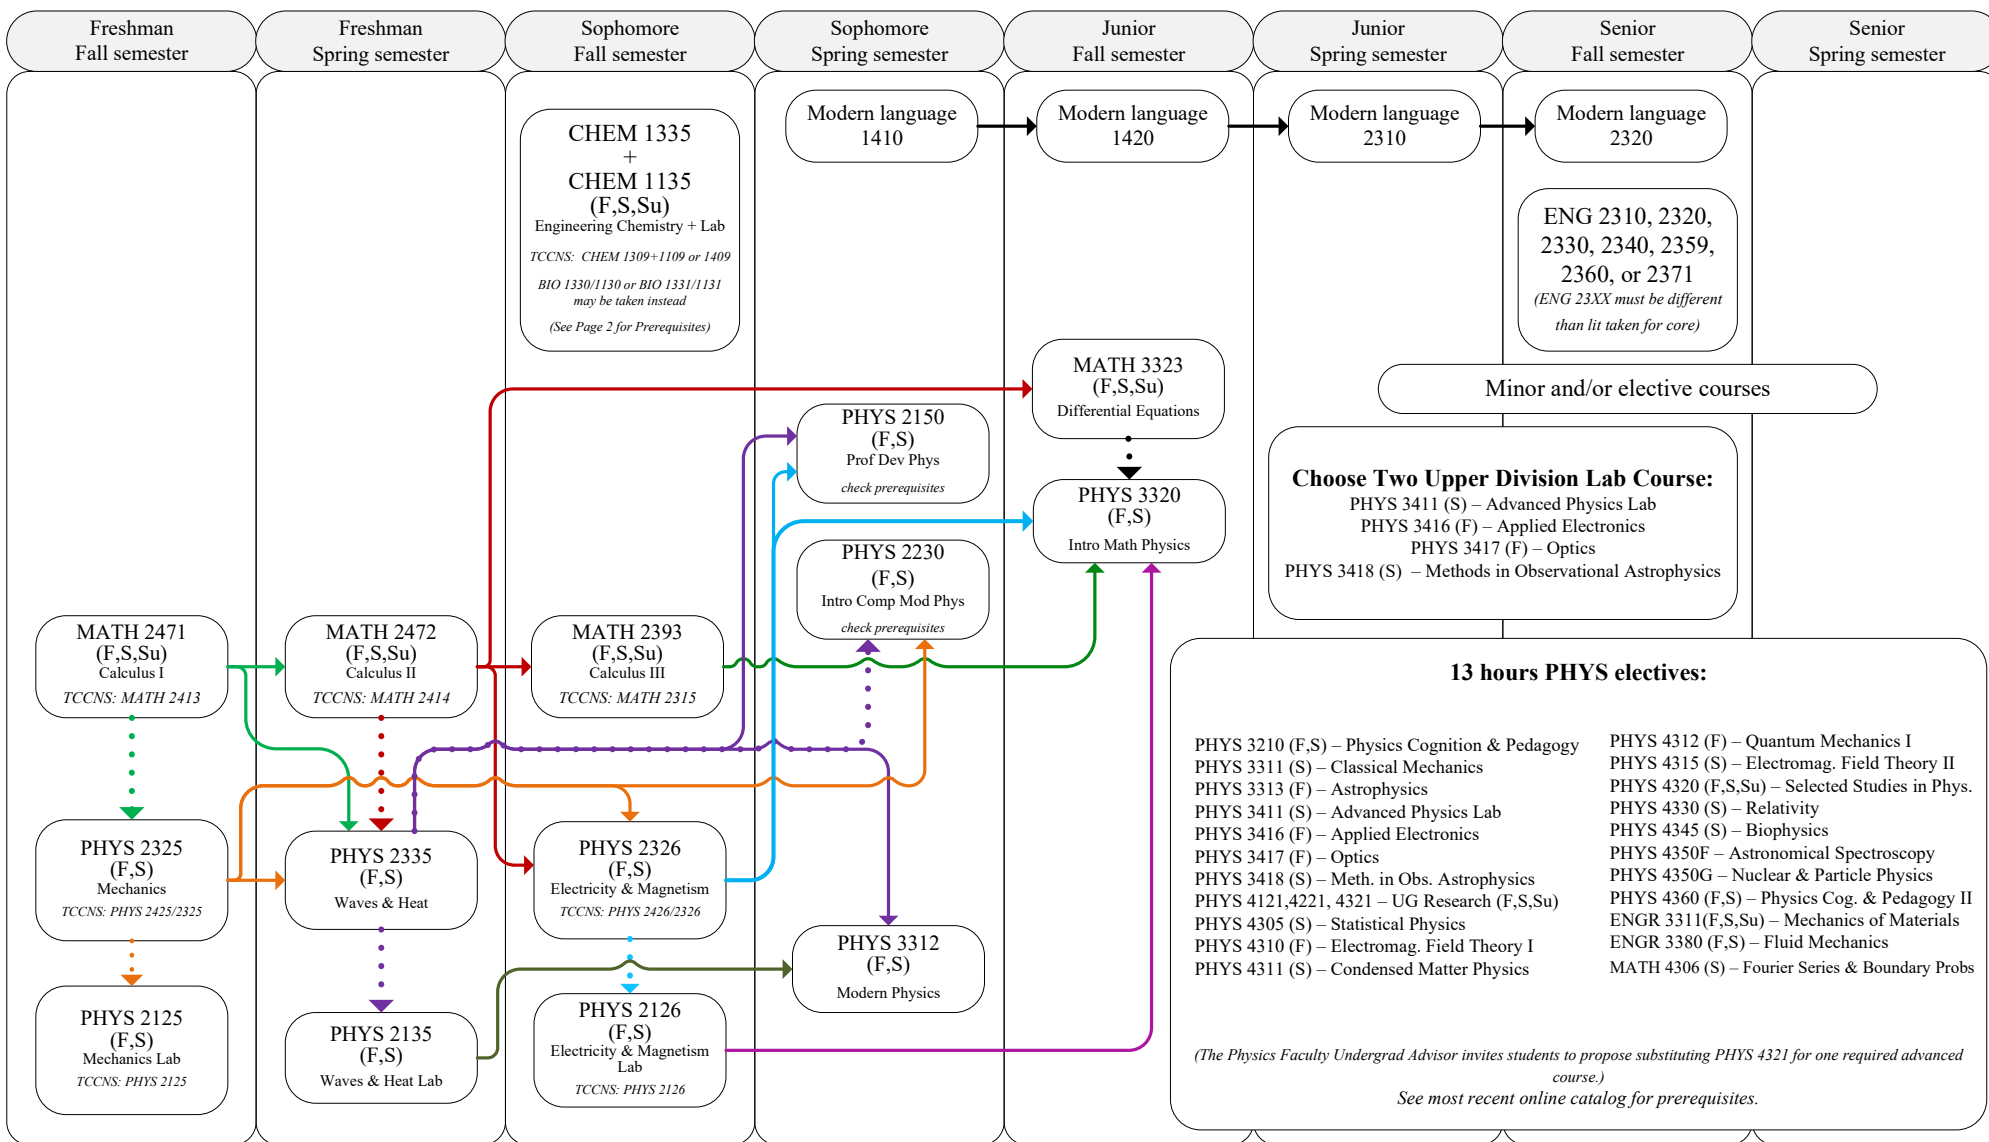 Freshman
Fall semester
Freshman
Spring semester
Sophomore
Fall semester
Sophomore
Spring semester
Junior
Fall semester
Junior
Spring semester
Senior
Fall semester
Senior
Spring semester
Modern language
1410
Modern language
1420
Modern language
2310
Modern language
2320
CHEM 1335
+
CHEM 1135
(F,S,Su)
Engineering Chemistry + Lab
TCCNS:  CHEM 1309+1109 or 1409
BIO 1330/1130 or BIO 1331/1131
may be taken instead
(See Page 2 for Prerequisites)
ENG 2310, 2320,
2330, 2340, 2359,
2360, or 2371
(ENG 23XX must be different
than lit taken for core)
MATH 3323
(F,S,Su)
Differential Equations
Minor and/or elective courses
PHYS 2150
(F,S)
Prof Dev Phys
check prerequisites
PHYS 3320
(F,S)
Intro Math Physics
Choose Two Upper Division Lab Course:
PHYS 3411 (S) – Advanced Physics Lab
PHYS 3416 (F) – Applied Electronics
PHYS 3417 (F) – Optics
PHYS 3418 (S)  – Methods in Observational Astrophysics
PHYS 2230
(F,S)
Intro Comp Mod Phys
check prerequisites
MATH 2471
(F,S,Su)
Calculus I
TCCNS: MATH 2413
MATH 2472
(F,S,Su)
Calculus II
TCCNS: MATH 2414
MATH 2393
(F,S,Su)
Calculus III
TCCNS: MATH 2315
PHYS 2325
(F,S)
Mechanics
TCCNS: PHYS 2425/2325
PHYS 2335
(F,S)
Waves & Heat
PHYS 2326
(F,S)
Electricity & Magnetism
TCCNS: PHYS 2426/2326
PHYS 3312
(F,S)
Modern Physics
PHYS 2125
(F,S)
Mechanics Lab
TCCNS: PHYS 2125
PHYS 2135
(F,S)
Waves & Heat Lab
PHYS 2126
(F,S)
Electricity & Magnetism
Lab
TCCNS: PHYS 2126
13 hours PHYS electives:
PHYS 3210 (F,S) – Physics Cognition & Pedagogy
PHYS 3311 (S) – Classical Mechanics
PHYS 3313 (F) – Astrophysics
PHYS 3411 (S) – Advanced Physics Lab
PHYS 3416 (F) – Applied Electronics
PHYS 3417 (F) – Optics
PHYS 3418 (S) – Meth. in Obs. Astrophysics
PHYS 4121,4221, 4321 – UG Research (F,S,Su)
PHYS 4305 (S) – Statistical Physics
PHYS 4310 (F) – Electromag. Field Theory I
PHYS 4311 (S) – Condensed Matter Physics
PHYS 4312 (F) – Quantum Mechanics I
PHYS 4315 (S) – Electromag. Field Theory II
PHYS 4320 (F,S,Su) – Selected Studies in Phys.
PHYS 4330 (S) – Relativity
PHYS 4345 (S) – Biophysics
PHYS 4350F – Astronomical Spectroscopy
PHYS 4350G – Nuclear & Particle Physics
PHYS 4360 (F,S) – Physics Cog. & Pedagogy II
ENGR 3311(F,S,Su) – Mechanics of Materials
ENGR 3380 (F,S) – Fluid Mechanics
MATH 4306 (S) – Fourier Series & Boundary Probs
(The Physics Faculty Undergrad Advisor invites students to propose substituting PHYS 4321 for one required advanced
course.)
See most recent online catalog for prerequisites.